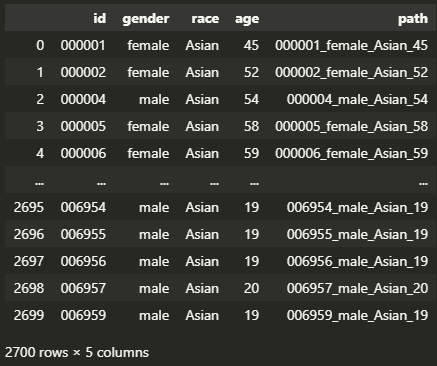 id gender race age path
0 000001 female Asian 45 000001_female_Asian_45
1 000002 female Asian 52 000002_female_Asian_52
2 000004 male Asian 54 000004_male_Asian_54
3 000005 female Asian 58 000005_female_Asian_58
4 000006 female Asian 59 000006_female_Asian_59
... ... ... ... ... ...
2695 006954 male Asian 19 006954_male_Asian_19
2696 006955 male Asian 19 006955_male_Asian_19
2697 006956 male Asian 19 006956_male_Asian_19
2698 006957 male Asian 20 006957_male_Asian_20
2699 006959 male Asian 19 006959_male_Asian_19
2700 rows × 5 columns